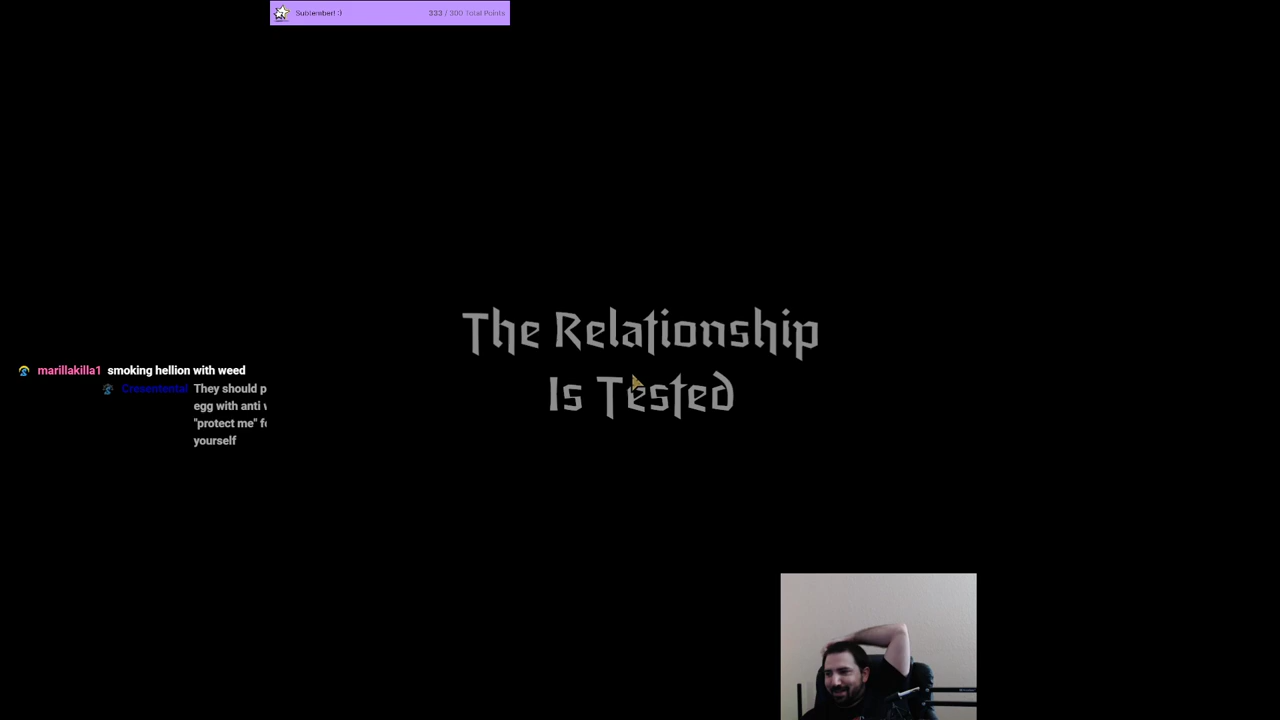 Subtember! :) 333 / 300 Total Points
The Relationship
Is Tested
marillakilla1 smoking hellion with weed
Cresentental They should p
egg with anti
"protect me" f
yourself